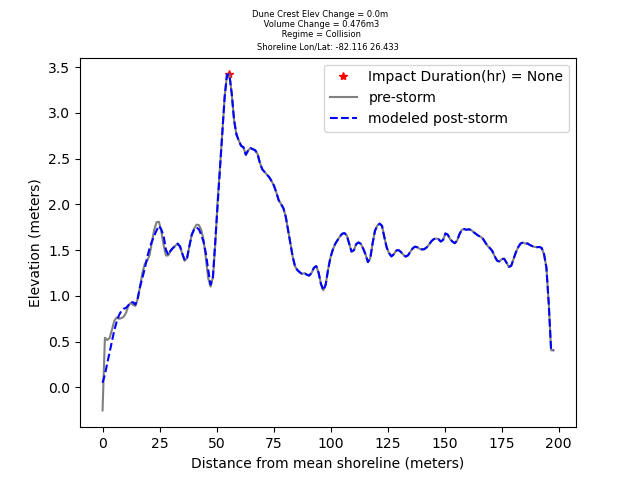 Dune Crest Elev Change = 0.0m
Volume Change = 0.476m3
Regime = Collision
Shoreline Lon/Lat: -82.116 26.433
Impact Duration(hr) = None
pre-storm
modeled post-storm
Elevation (meters)
3.5
3.0
2.5
2.0
1.5
1.0
0.5
0.0
0 25 50 75 100 125 150 175 200
Distance from mean shoreline (meters)